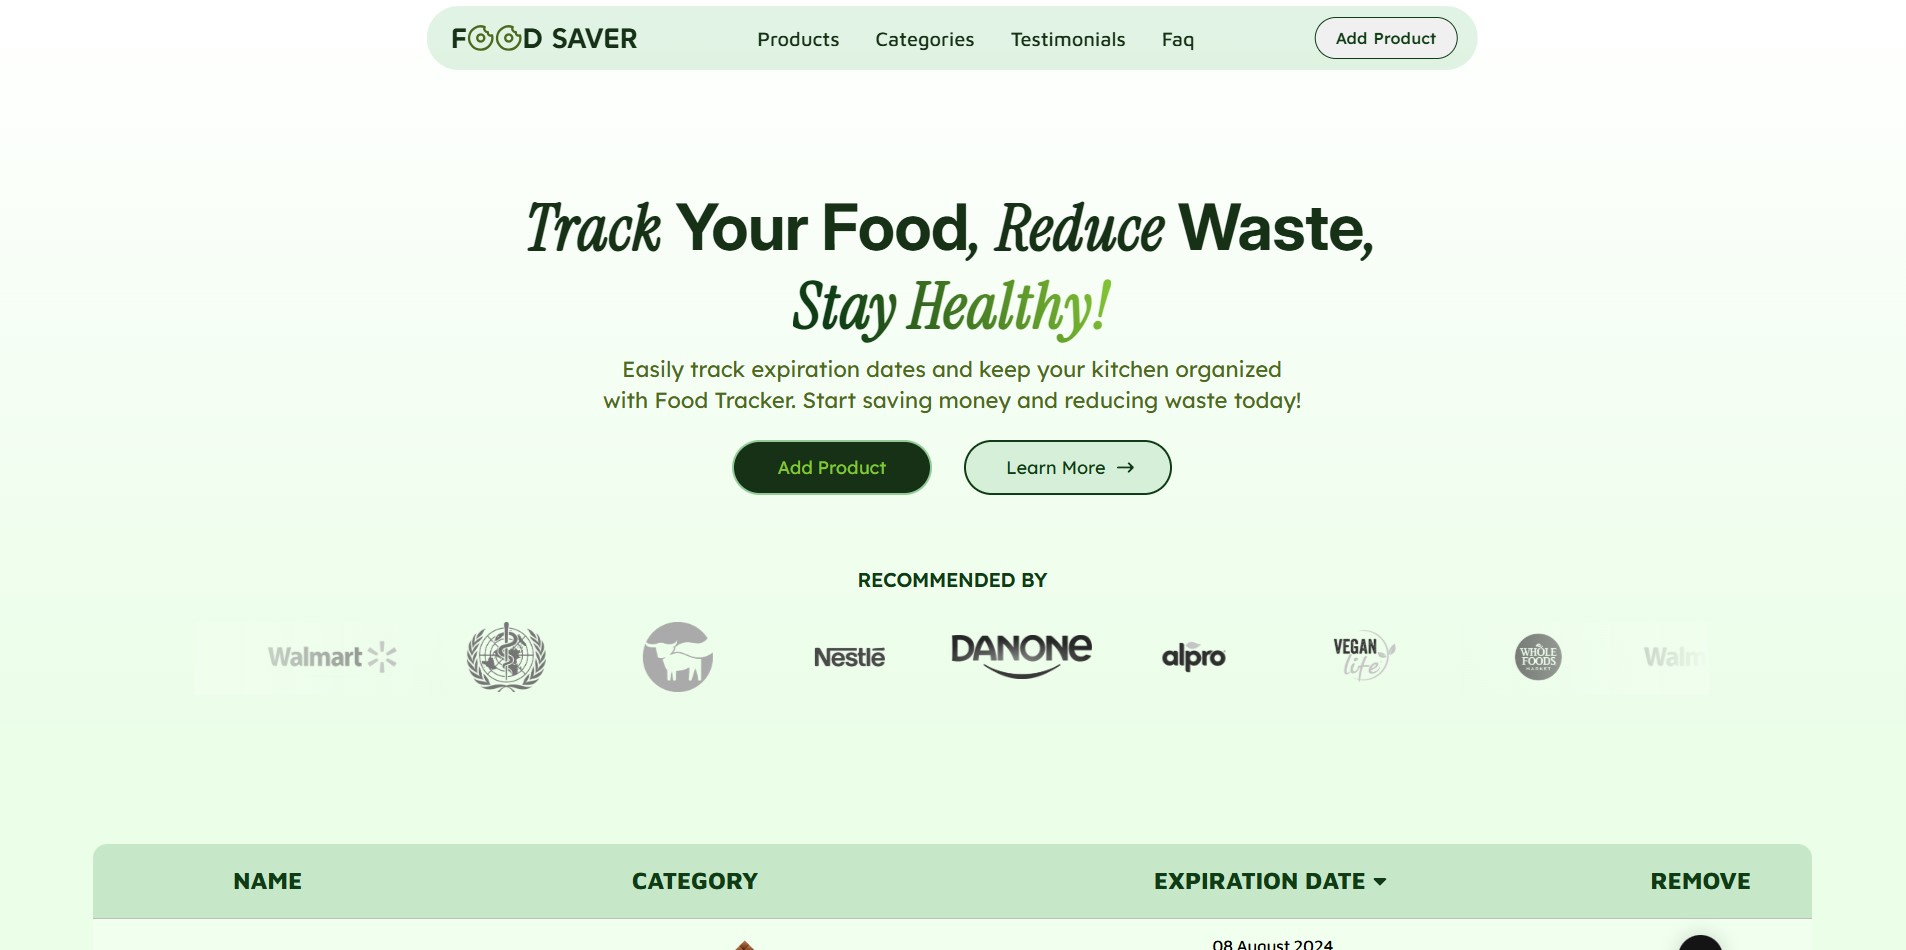 FOOD SAVER
Products
Categories
Testimonials
Faq
Add Product
Track Your Food, Reduce Waste,
Stay Healthy!
Easily track expiration dates and keep your kitchen organized
with Food Tracker. Start saving money and reducing waste today!
Add Product
Learn More →
RECOMMENDED BY
Walmart
Nestlé
DANONE
alpro
VEGAN
life
WHOLE
FOODS
MARKET
Walm
NAME
CATEGORY
EXPIRATION DATE
REMOVE
08 August 2024